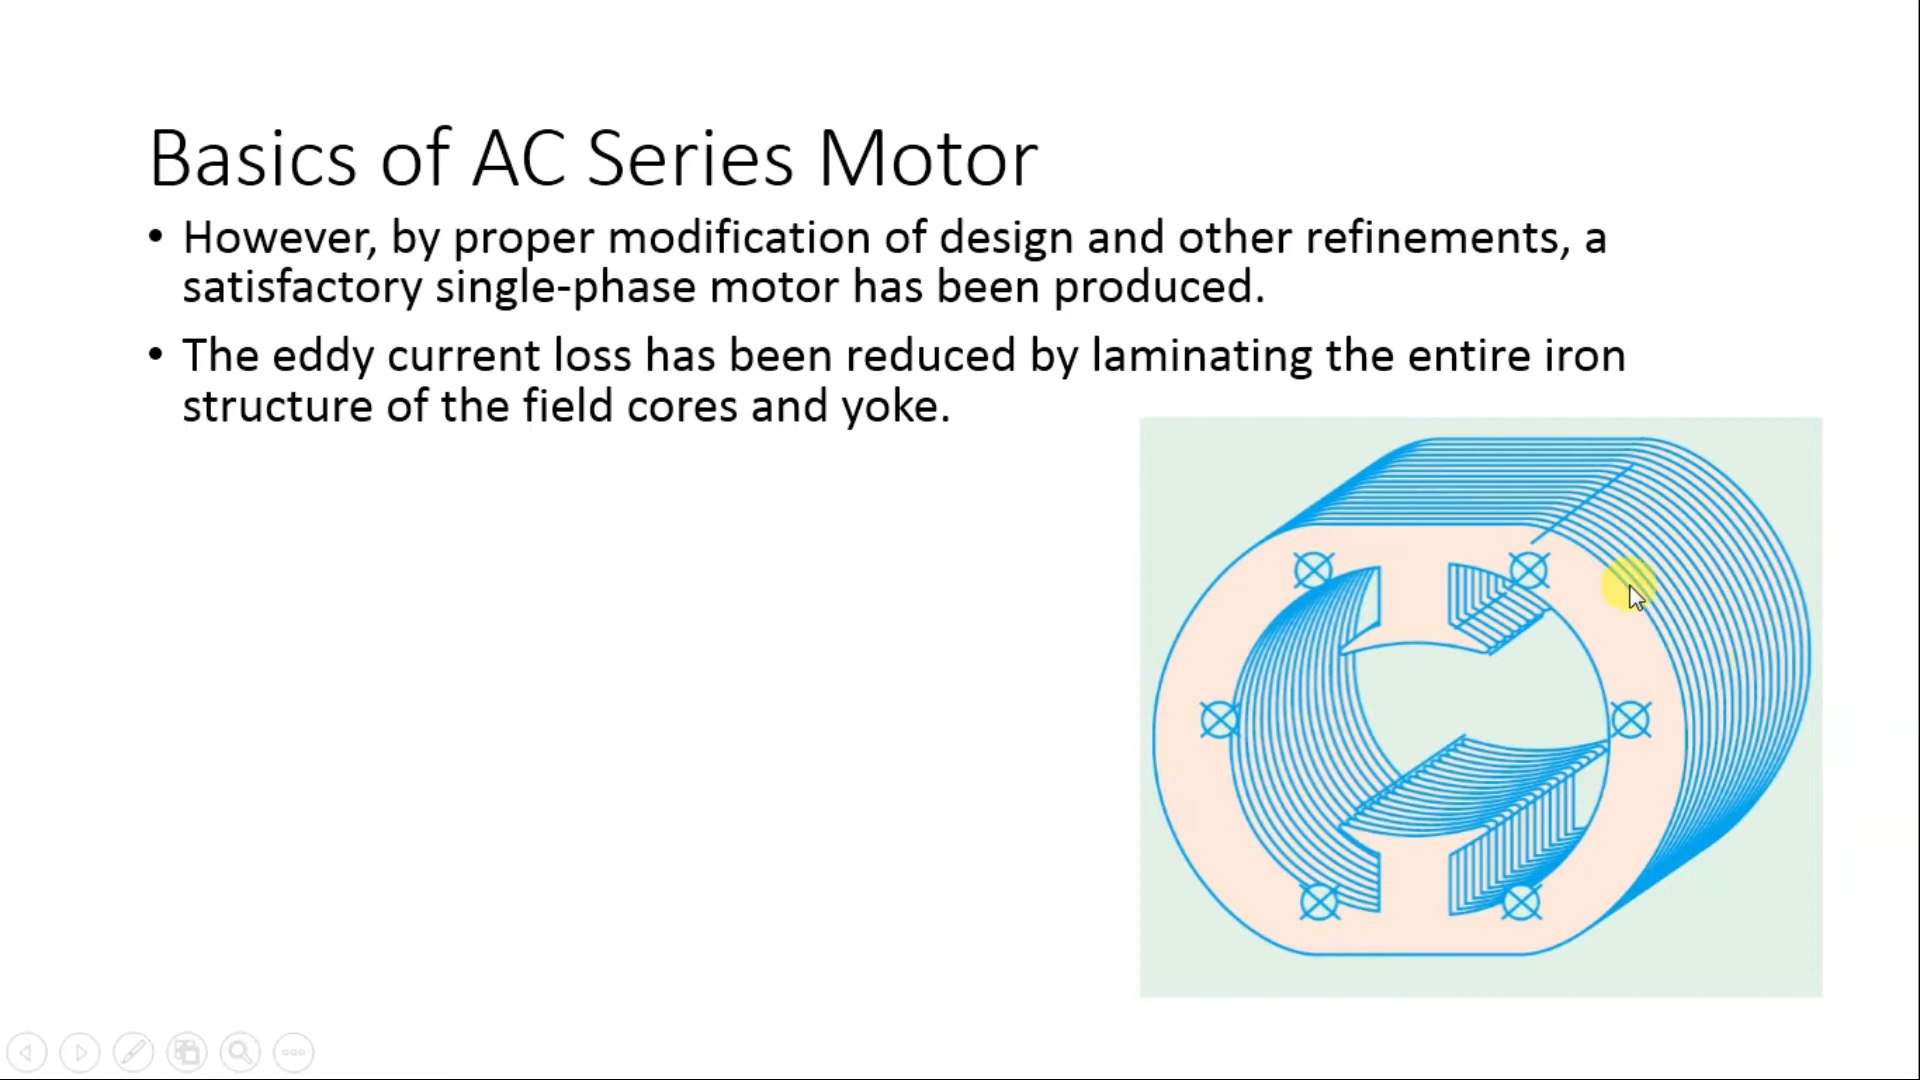 Basics of AC Series Motor
• However, by proper modification of design and other refinements, a
satisfactory single-phase motor has been produced.
• The eddy current loss has been reduced by laminating the entire iron
structure of the field cores and yoke.